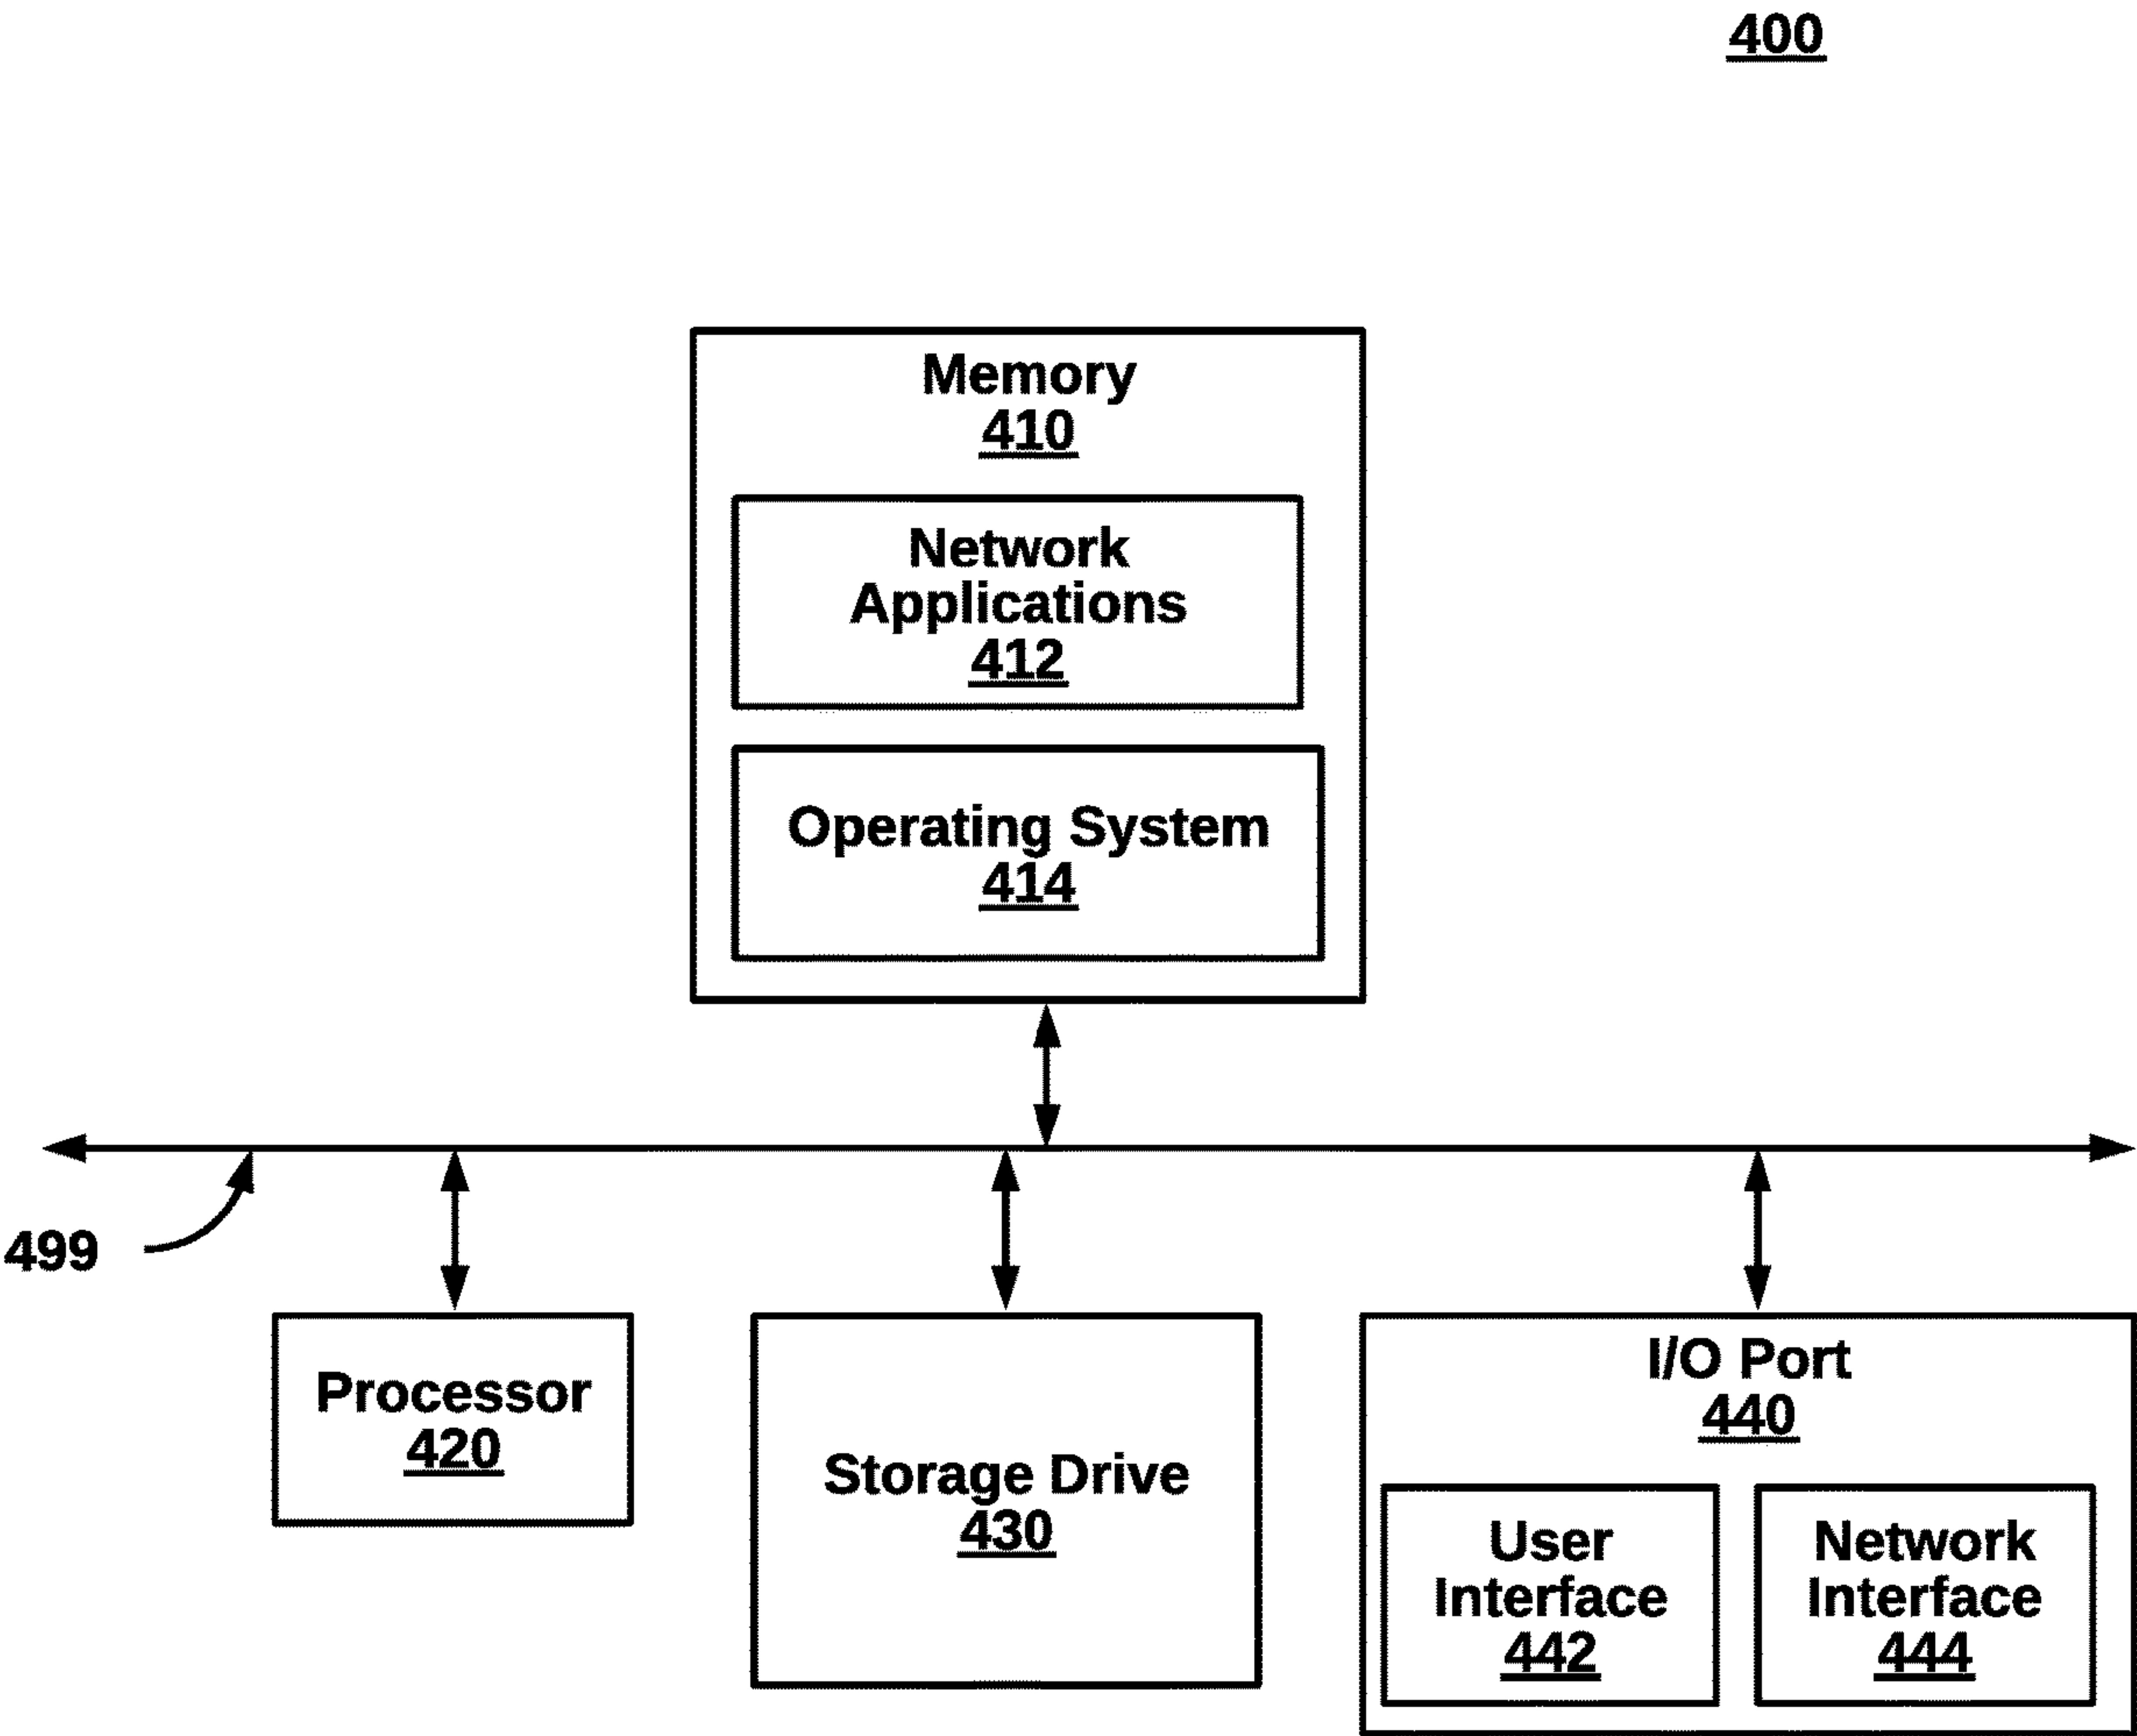 400
Memory
410
Network
Applications
412
Operating System
414
499
Processor
420
Storage Drive
430
I/O Port
440
User
Interface
442
Network
Interface
444